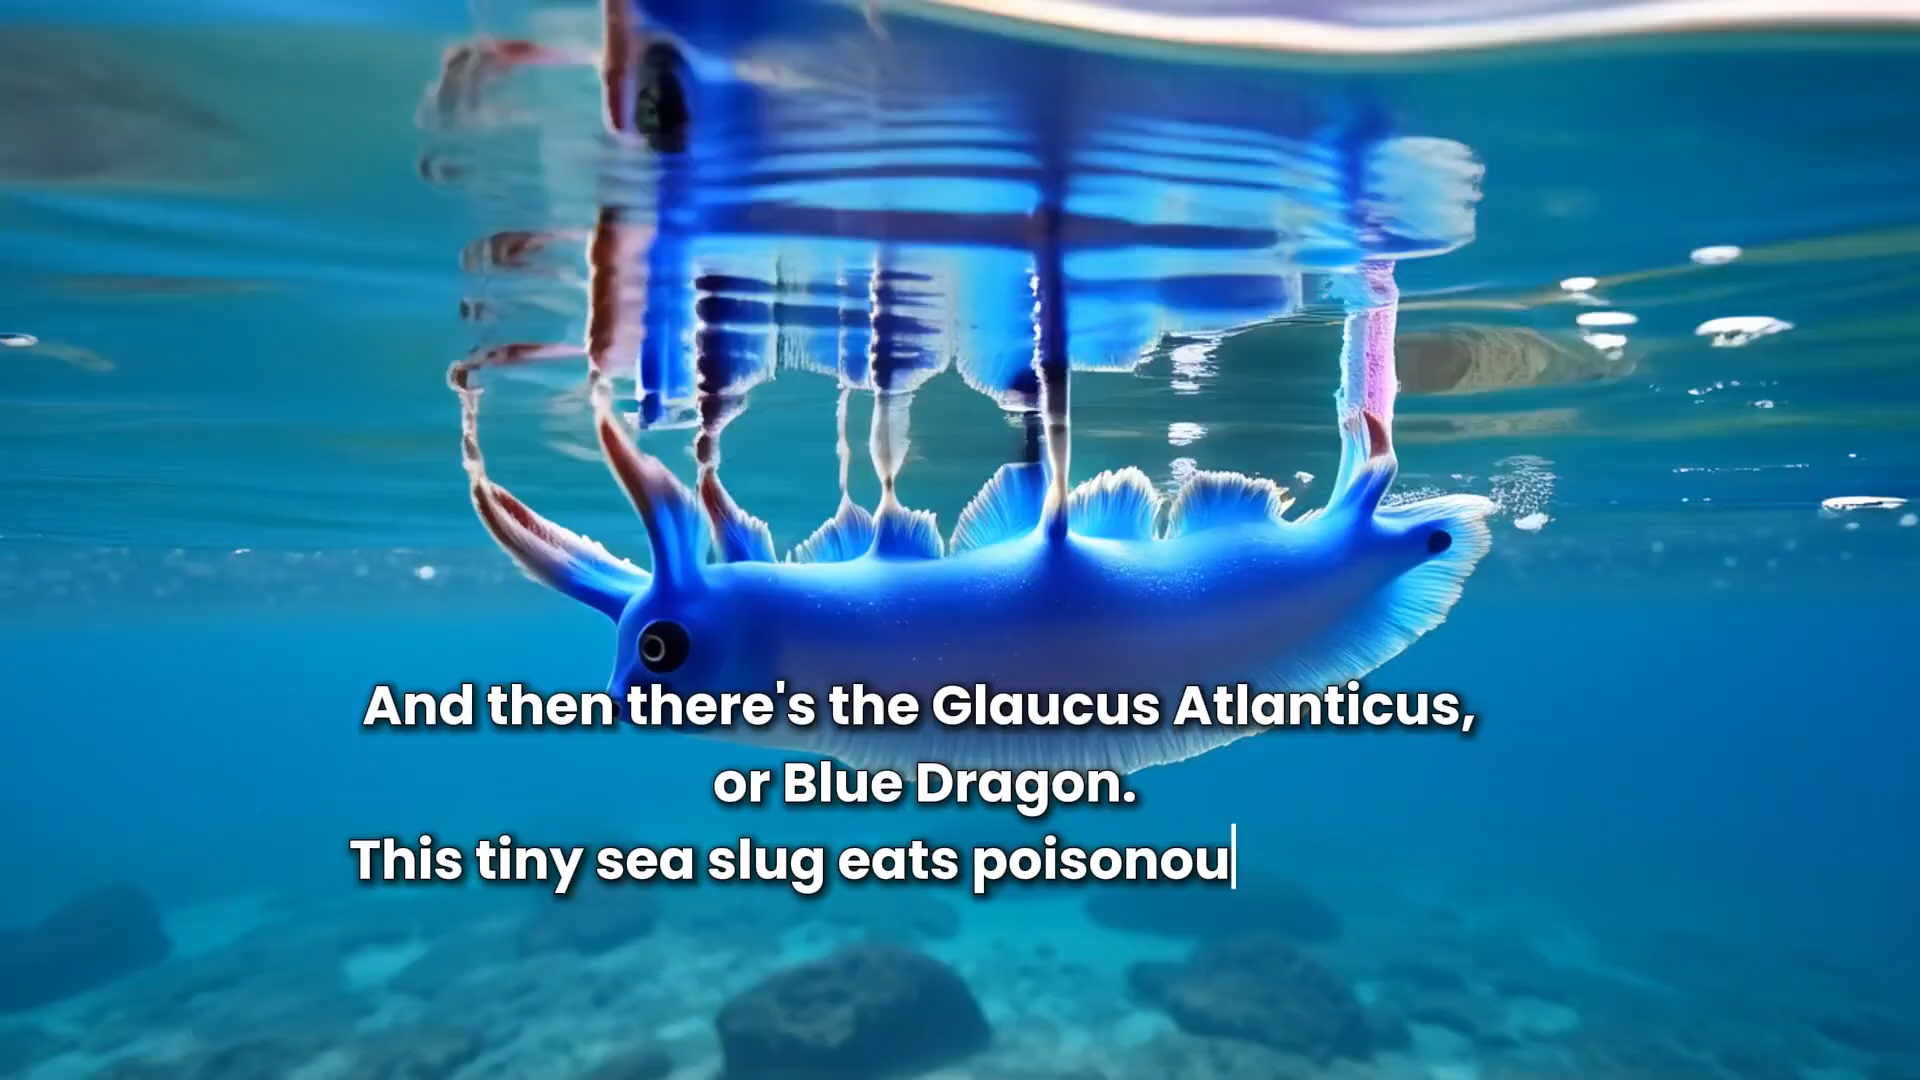 And then there's the Glaucus Atlanticus,
or Blue Dragon.
This tiny sea slug eats poisonou